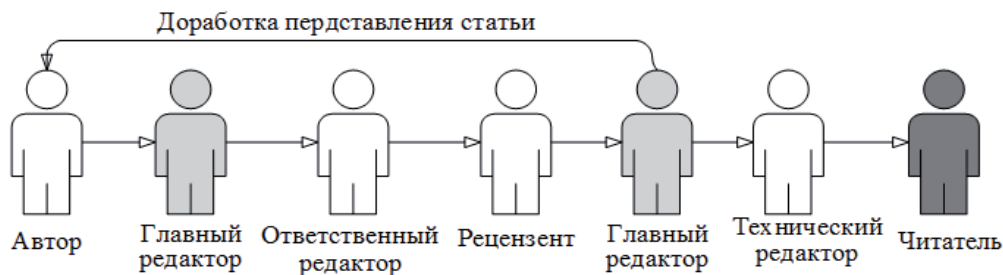 Доработка пердставления статьи
Автор
Главный
редактор
Ответственный
редактор
Рецензент
Главный
редактор
Технический
редактор
Читатель